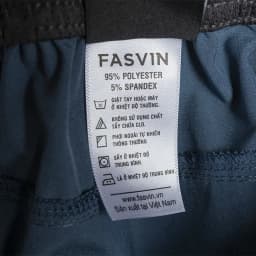 FASVIN
95% POLYESTER
5% SPANDEX
GIẶT TAY HOẶC MÁY
Ở NHIỆT ĐỘ THƯỜNG.
KHÔNG SỬ DỤNG CHẤT
TẨY CHỨA CLO.
PHƠI NGOÀI TỰ NHIÊN
THÔNG THƯỜNG
SẤY Ở NHIỆT ĐỘ
TRUNG BÌNH.
LÀ Ở NHIỆT ĐỘ
TRUNG BÌNH.
www.fasvin.vn
Sản xuất tại Việt Nam